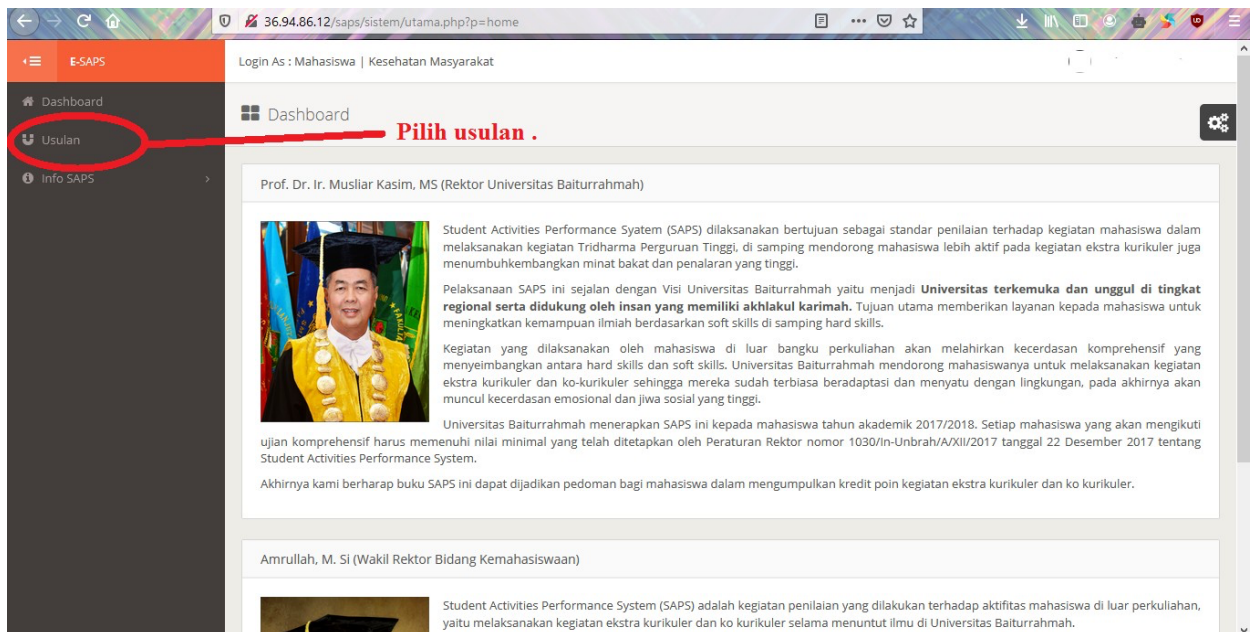 36.94.86.12/saps/sistem/utama.php?p=home
E-SAPS
Login As : Mahasiswa | Kesehatan Masyarakat
Dashboard
Usulan
Info SAPS
Dashboard
Pilih usulan .
Prof. Dr. Ir. Musliar Kasim, MS (Rektor Universitas Baiturrahmah)
Student Activities Performance Syatem (SAPS) dilaksanakan bertujuan sebagai standar penilaian terhadap kegiatan mahasiswa dalam
melaksanakan kegiatan Tridharma Perguruan Tinggi, di samping mendorong mahasiswa lebih aktif pada kegiatan ekstra kurikuler juga
menumbuhkembangkan minat bakat dan penalaran yang tinggi.
Pelaksanaan SAPS ini sejalan dengan Visi Universitas Baiturrahmah yaitu menjadi Universitas terkemuka dan unggul di tingkat
regional serta didukung oleh insan yang memiliki akhlakul karimah. Tujuan utama memberikan layanan kepada mahasiswa untuk
meningkatkan kemampuan ilmiah berdasarkan soft skills di samping hard skills.
Kegiatan yang dilaksanakan oleh mahasiswa di luar bangku perkuliahan akan melahirkan kecerdasan komprehensif yang
menyeimbangkan antara hard skills dan soft skills. Universitas Baiturrahmah mendorong mahasiswanya untuk melaksanakan kegiatan
ekstra kurikuler dan ko-kurikuler sehingga mereka sudah terbiasa beradaptasi dan menyatu dengan lingkungan, pada akhirnya akan
muncul kecerdasan emosional dan jiwa sosial yang tinggi.
Universitas Baiturrahmah menerapkan SAPS ini kepada mahasiswa tahun akademik 2017/2018. Setiap mahasiswa yang akan mengikuti
ujian komprehensif harus memenuhi nilai minimal yang telah ditetapkan oleh Peraturan Rektor nomor 1030/In-Unbrah/A/XII/2017 tanggal 22 Desember 2017 tentang
Student Activities Performance System.
Akhirnya kami berharap buku SAPS ini dapat dijadikan pedoman bagi mahasiswa dalam mengumpulkan kredit poin kegiatan ekstra kurikuler dan ko kurikuler.
Amrullah, M. Si (Wakil Rektor Bidang Kemahasiswaan)
Student Activities Performance System (SAPS) adalah kegiatan penilaian yang dilakukan terhadap aktifitas mahasiswa di luar perkuliahan,
yaitu melaksanakan kegiatan ekstra kurikuler dan ko kurikuler selama menuntut ilmu di Universitas Baiturrahmah.